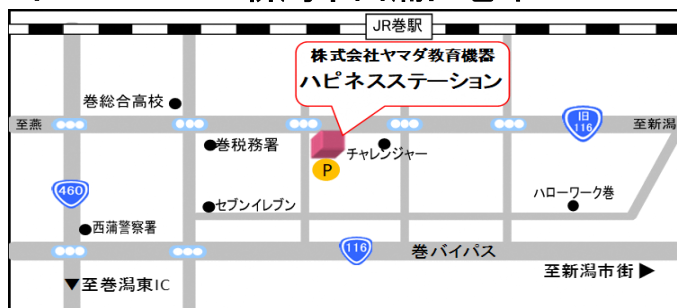 JR巻駅
株式会社ヤマダ教育機器
ハピネスステーション
巻総合高校
至燕
旧
116
至新潟
巻税務署
チャレンジャー
P
460
セブンイレブン
ハローワーク巻
西蒲警察署
116
巻バイパス
至新潟市街▶
▼至巻潟東IC